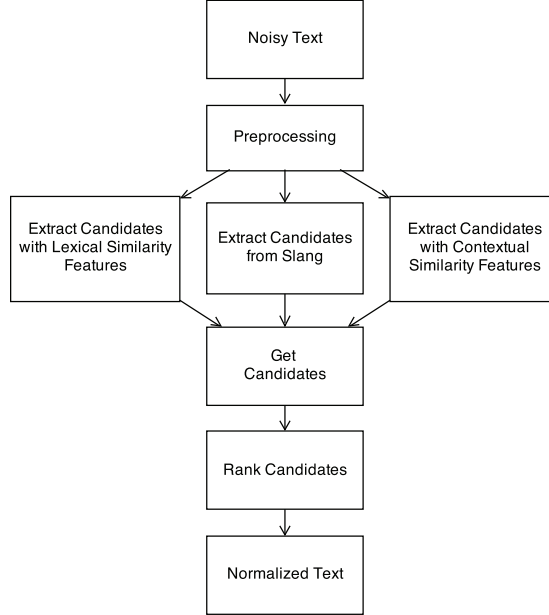 Noisy Text
Preprocessing
Extract Candidates
with Lexical Similarity
Features
Extract Candidates
from Slang
Extract Candidates
with Contextual
Similarity Features
Get
Candidates
Rank Candidates
Normalized Text